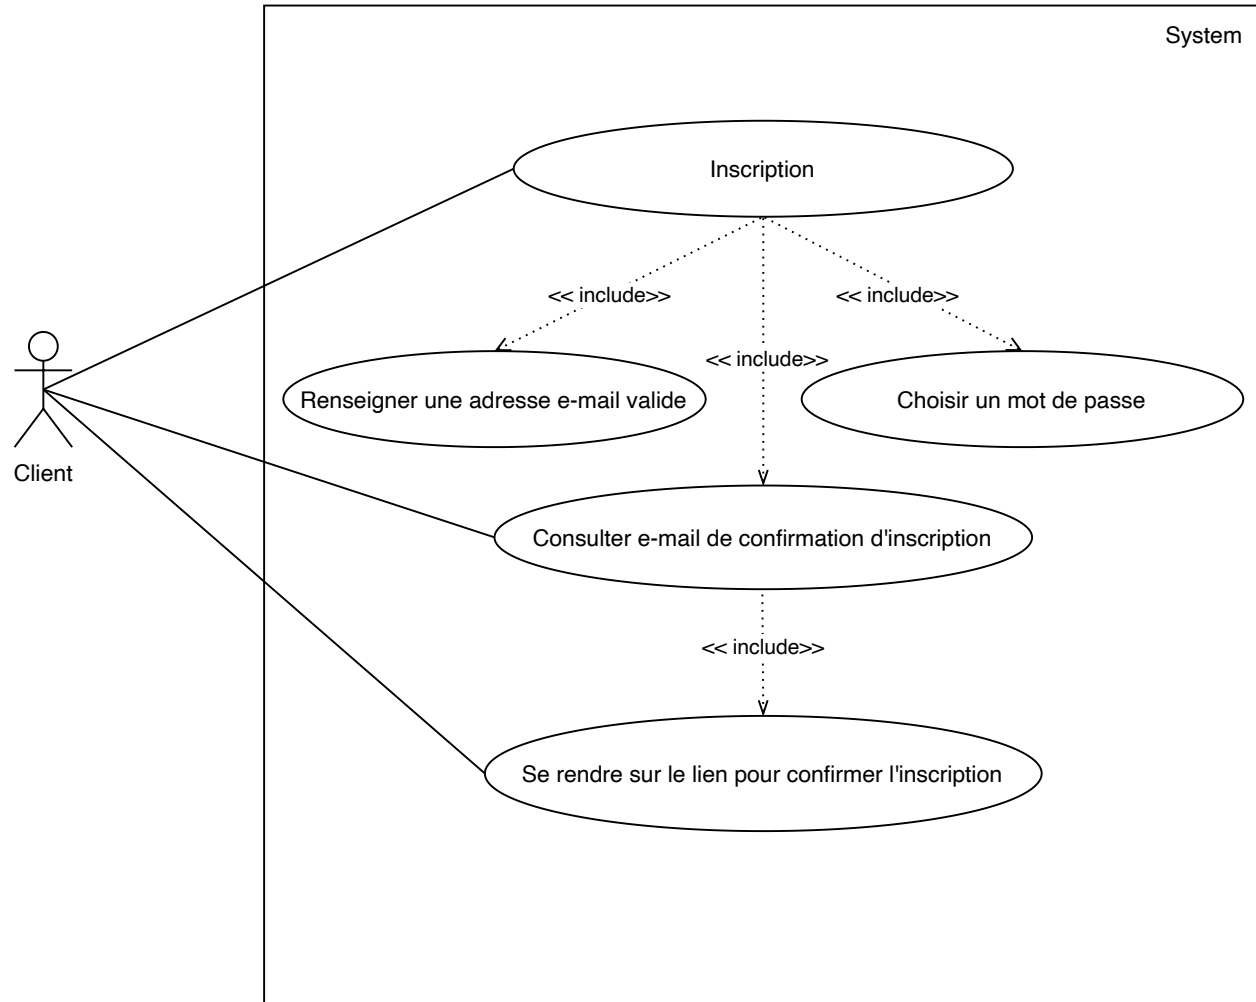 System
Inscription
<< include>>
<< include>>
<< include>>
Renseigner une adresse e-mail valide
Choisir un mot de passe
Client
Consulter e-mail de confirmation d'inscription
<< include>>
Se rendre sur le lien pour confirmer l'inscription